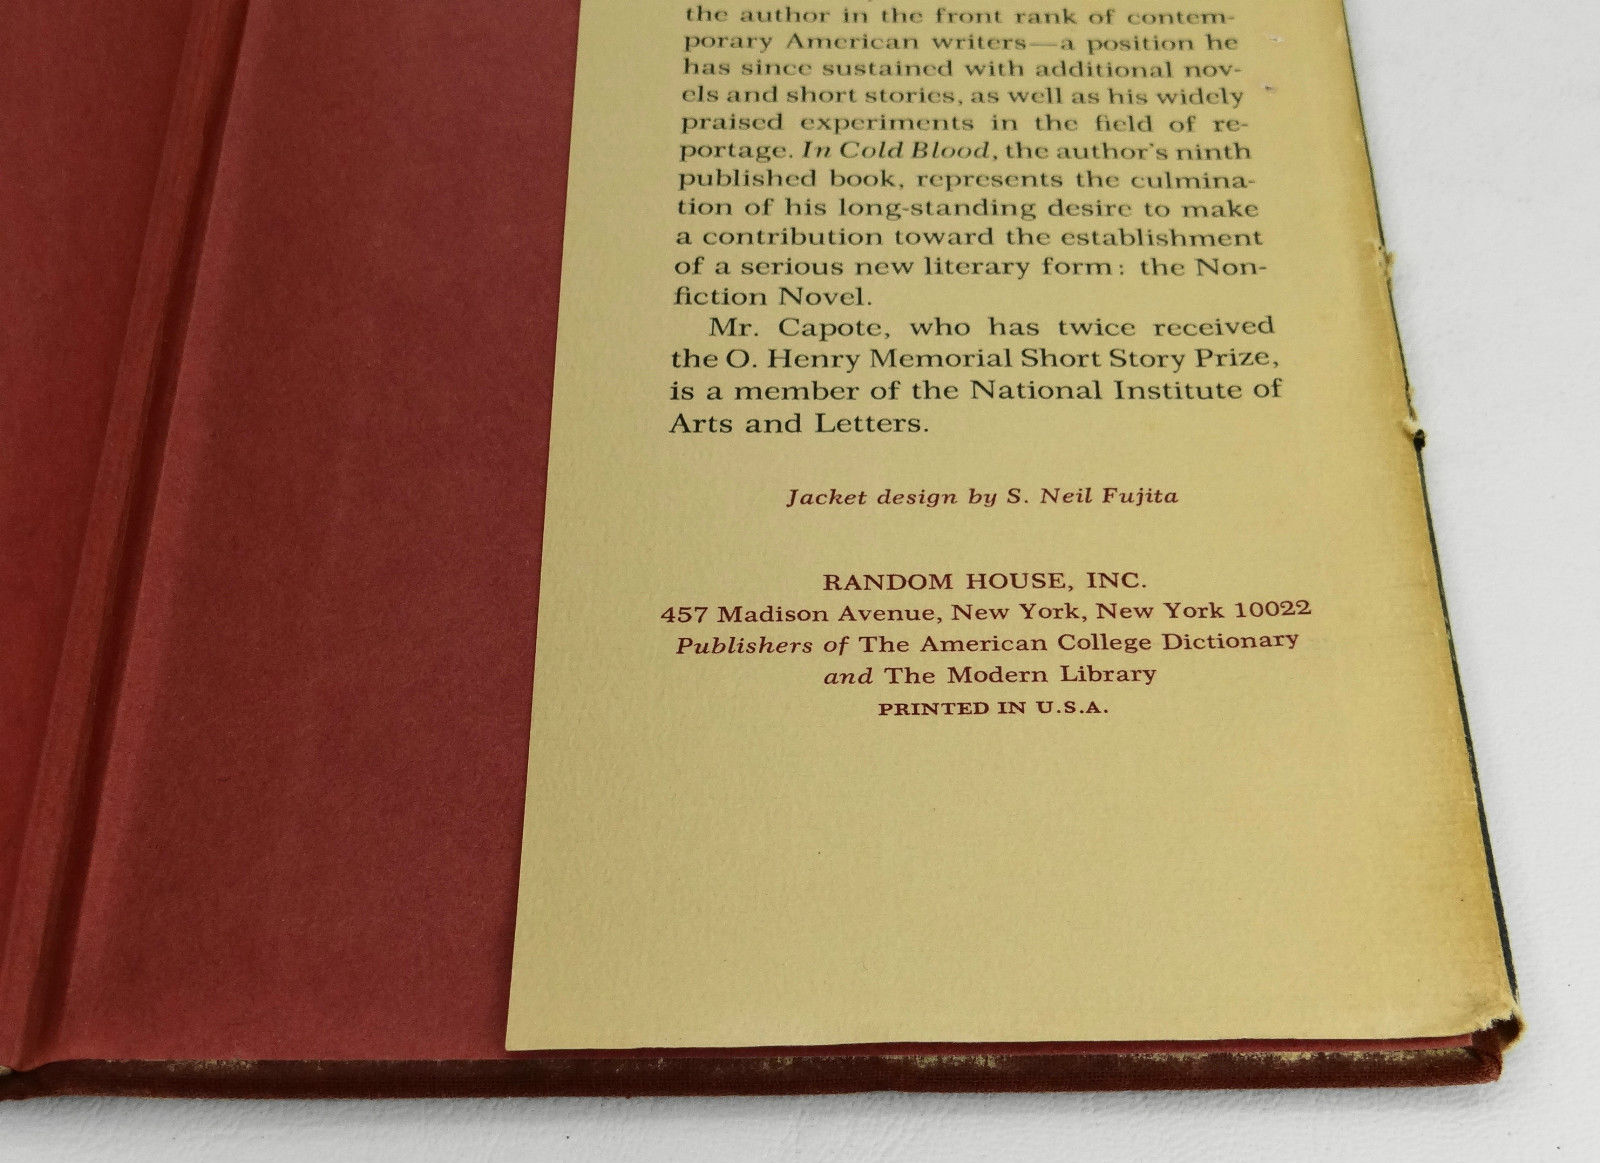 the author in the front rank of contem-
porary American writers—a position he
has since sustained with additional nov-
els and short stories, as well as his widely
praised experiments in the field of re-
portage. In Cold Blood, the author's ninth
published book, represents the culmina-
tion of his long-standing desire to make
a contribution toward the establishment
of a serious new literary form: the Non-
fiction Novel.
Mr. Capote, who has twice received
the O. Henry Memorial Short Story Prize,
is a member of the National Institute of
Arts and Letters.
Jacket design by S. Neil Fujita
RANDOM HOUSE, INC.
457 Madison Avenue, New York, New York 10022
Publishers of The American College Dictionary
and The Modern Library
PRINTED IN U.S.A.